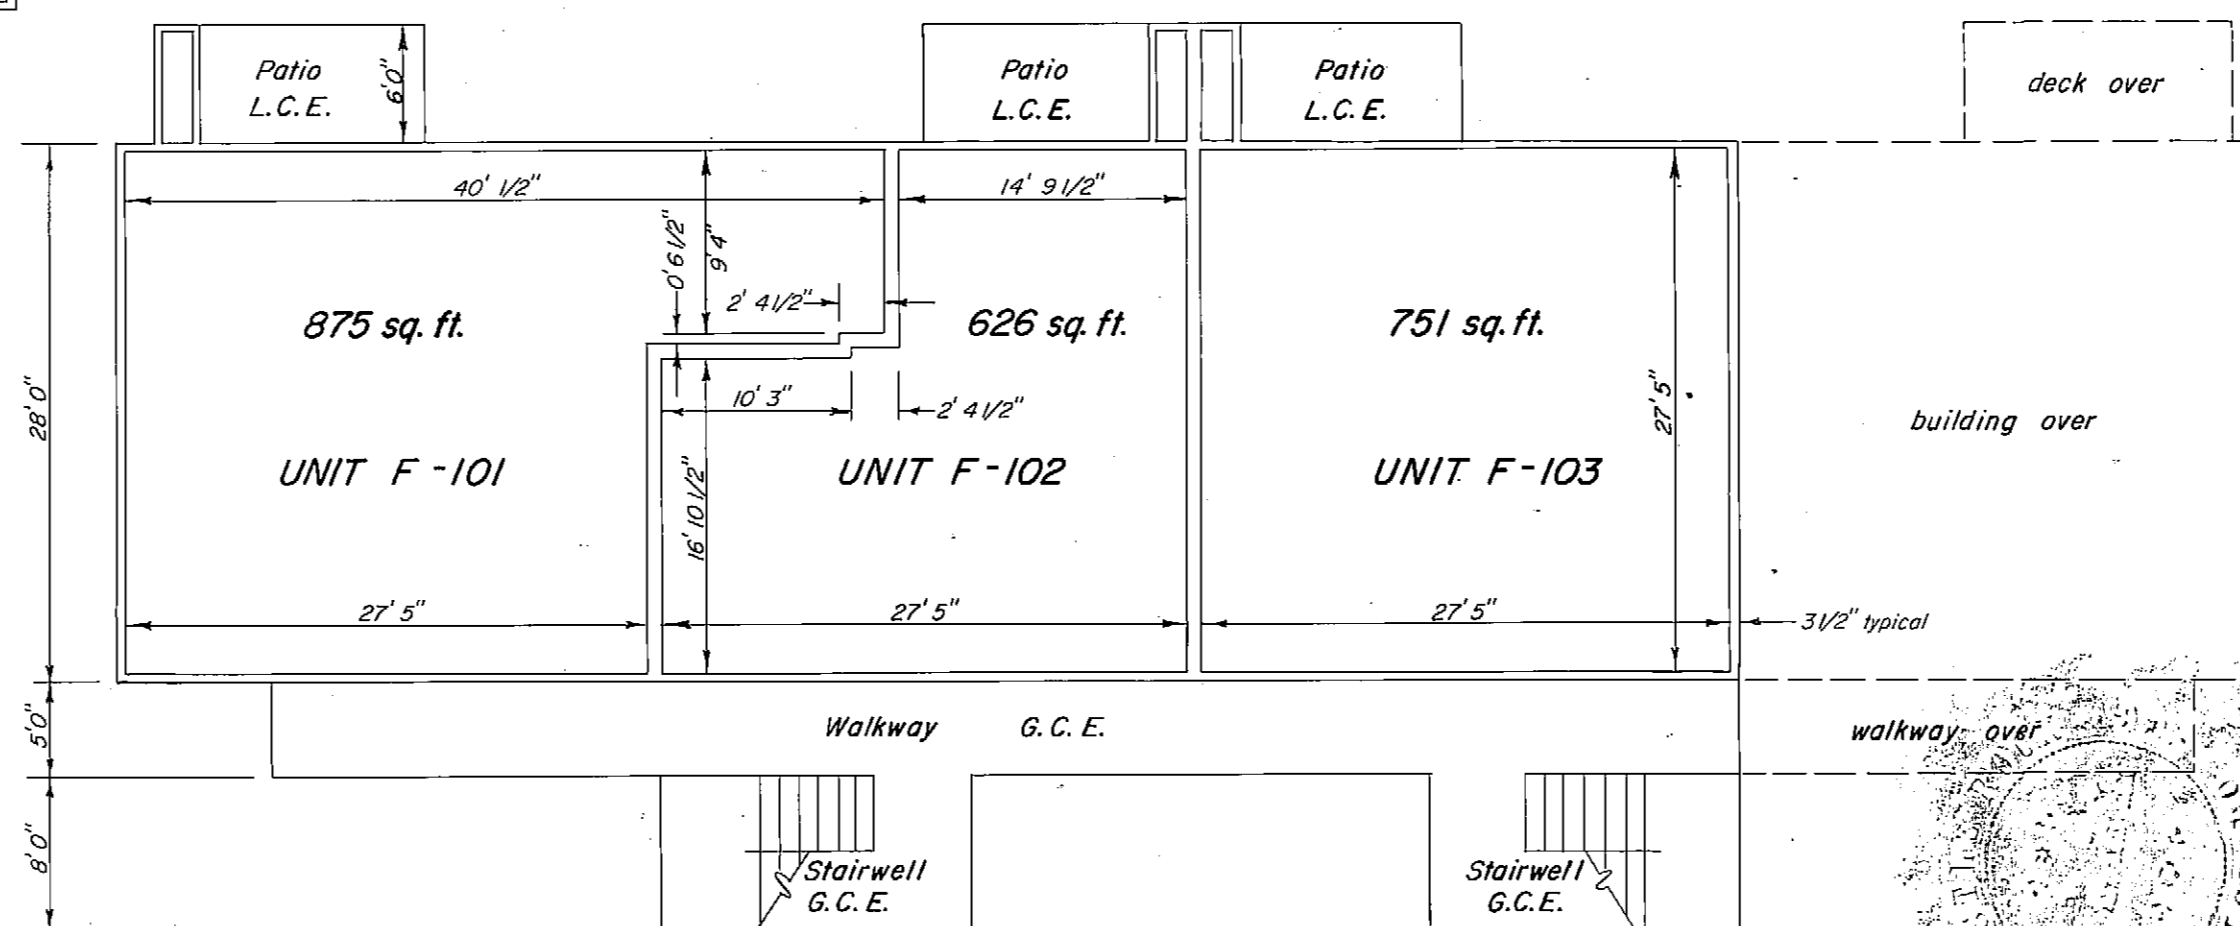 Patio
L.C.E.
6'0"
Patio
L.C.E.
Patio
L.C.E.
deck over
40' 1/2"
14' 9 1/2"
0' 6 1/2"
9' 4"
2' 4 1/2"
875 sq. ft.
626 sq. ft.
751 sq. ft.
28' 0"
10' 3"
2' 4 1/2"
27' 5"
building over
UNIT F-101
UNIT F-102
UNIT F-103
16' 10 1/2"
27' 5"
27' 5"
27' 5"
3 1/2" typical
5' 0"
Walkway G.C.E.
walkway over
8' 0"
Stairwell
G.C.E.
Stairwell
G.C.E.